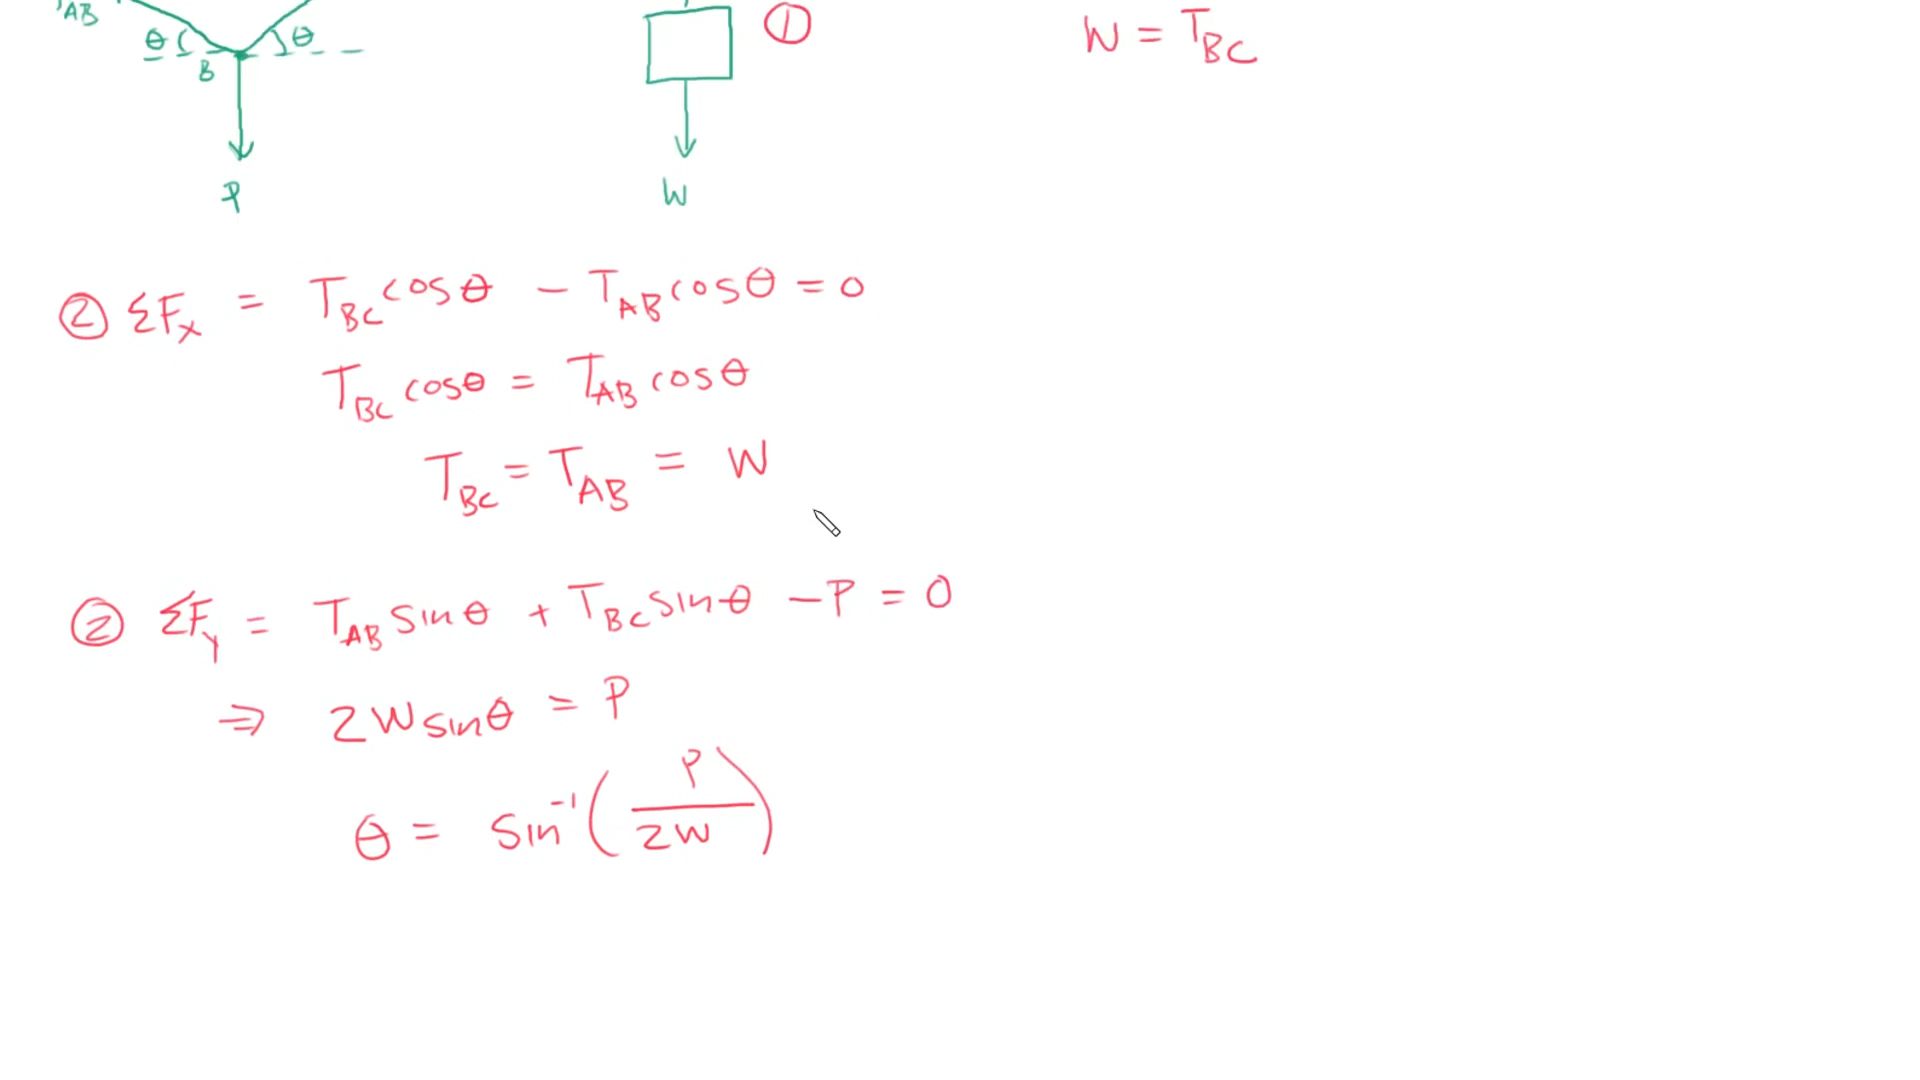 T_AB
θ θ
B
P
①
W
W = T_BC
② ΣF_x = T_BC cosθ - T_AB cosθ = 0
T_BC cosθ = T_AB cosθ
T_BC = T_AB = W
② ΣF_y = T_AB sinθ + T_BC sinθ - P = 0
⇒ 2W sinθ = P
θ = sin⁻¹(P/2W)